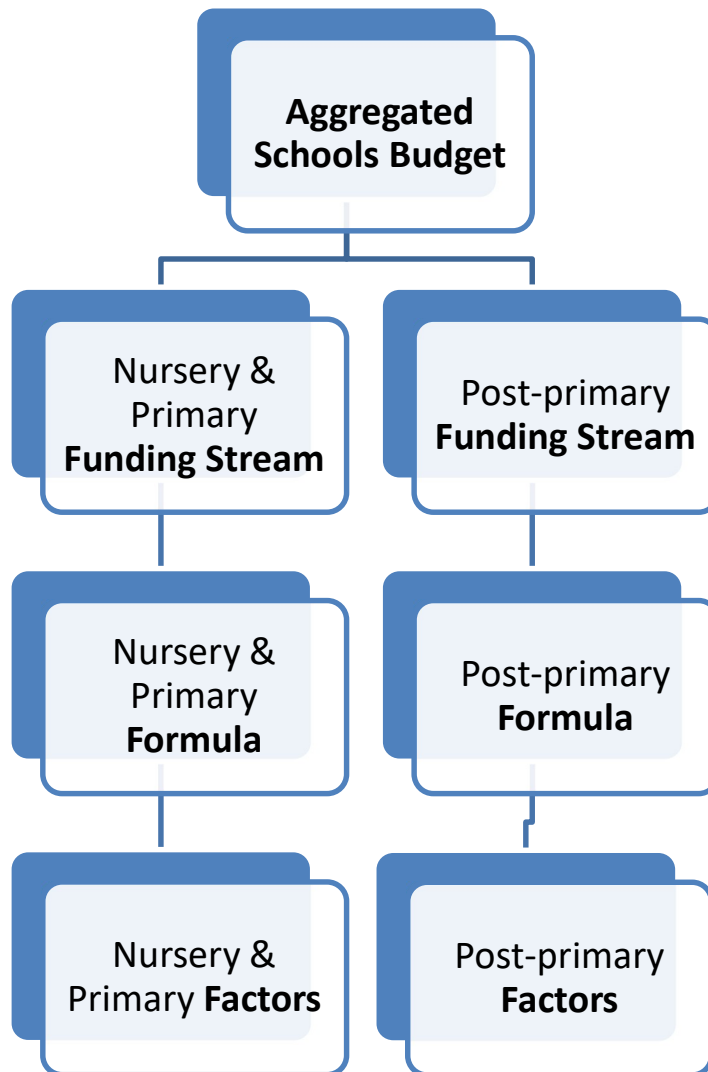 Aggregated
Schools Budget
Nursery &
Primary
Funding Stream
Post-primary
Funding Stream
Nursery &
Primary
Formula
Post-primary
Formula
Nursery &
Primary Factors
Post-primary
Factors